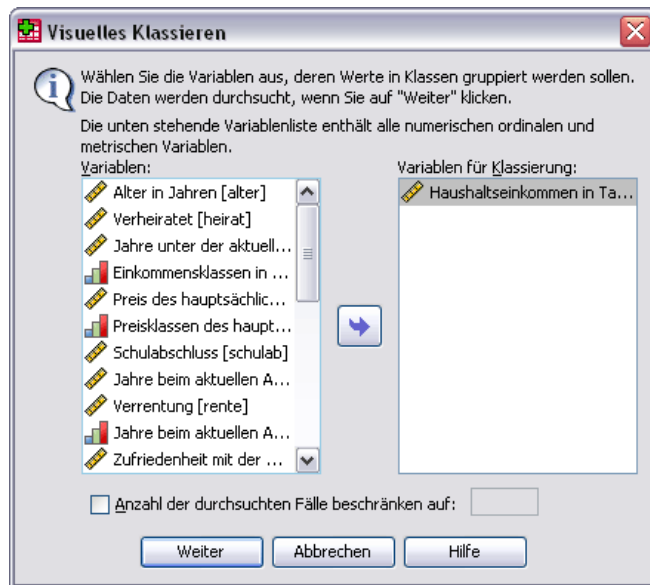 Visuelles Klassieren
Wählen Sie die Variablen aus, deren Werte in Klassen gruppiert werden sollen.
Die Daten werden durchsucht, wenn Sie auf "Weiter" klicken.
Die unten stehende Variablenliste enthält alle numerischen ordinalen und
metrischen Variablen.
Variablen:
Alter in Jahren [alter]
Verheiratet [heirat]
Jahre unter der aktuell...
Einkommensklassen in ...
Preis des hauptsächlic...
Preisklassen des haupt...
Schulabschluss [schulab]
Jahre beim aktuellen A...
Verrentung [rente]
Jahre beim aktuellen A...
Zufriedenheit mit der ...
Variablen für Klassierung:
Haushaltseinkommen in Ta...
Anzahl der durchsuchten Fälle beschränken auf:
Weiter
Abbrechen
Hilfe